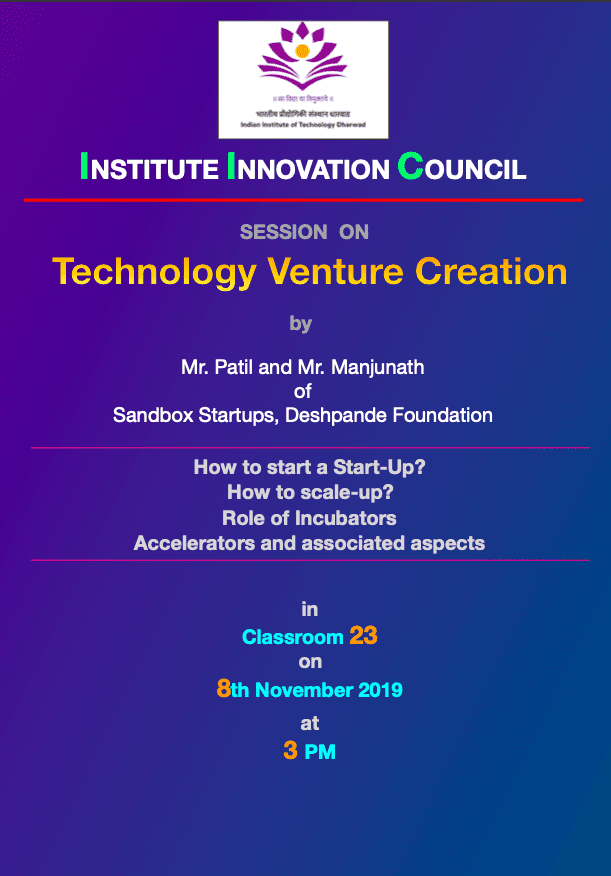 ॥ सा विद्या या विमुक्तये ॥
भारतीय प्रौद्योगिकी संस्थान धारवाड
Indian Institute of Technology Dharwad
INSTITUTE INNOVATION COUNCIL
SESSION ON
Technology Venture Creation
by
Mr. Patil and Mr. Manjunath
of
Sandbox Startups, Deshpande Foundation
How to start a Start-Up?
How to scale-up?
Role of Incubators
Accelerators and associated aspects
in
Classroom 23
on
8th November 2019
at
3 PM